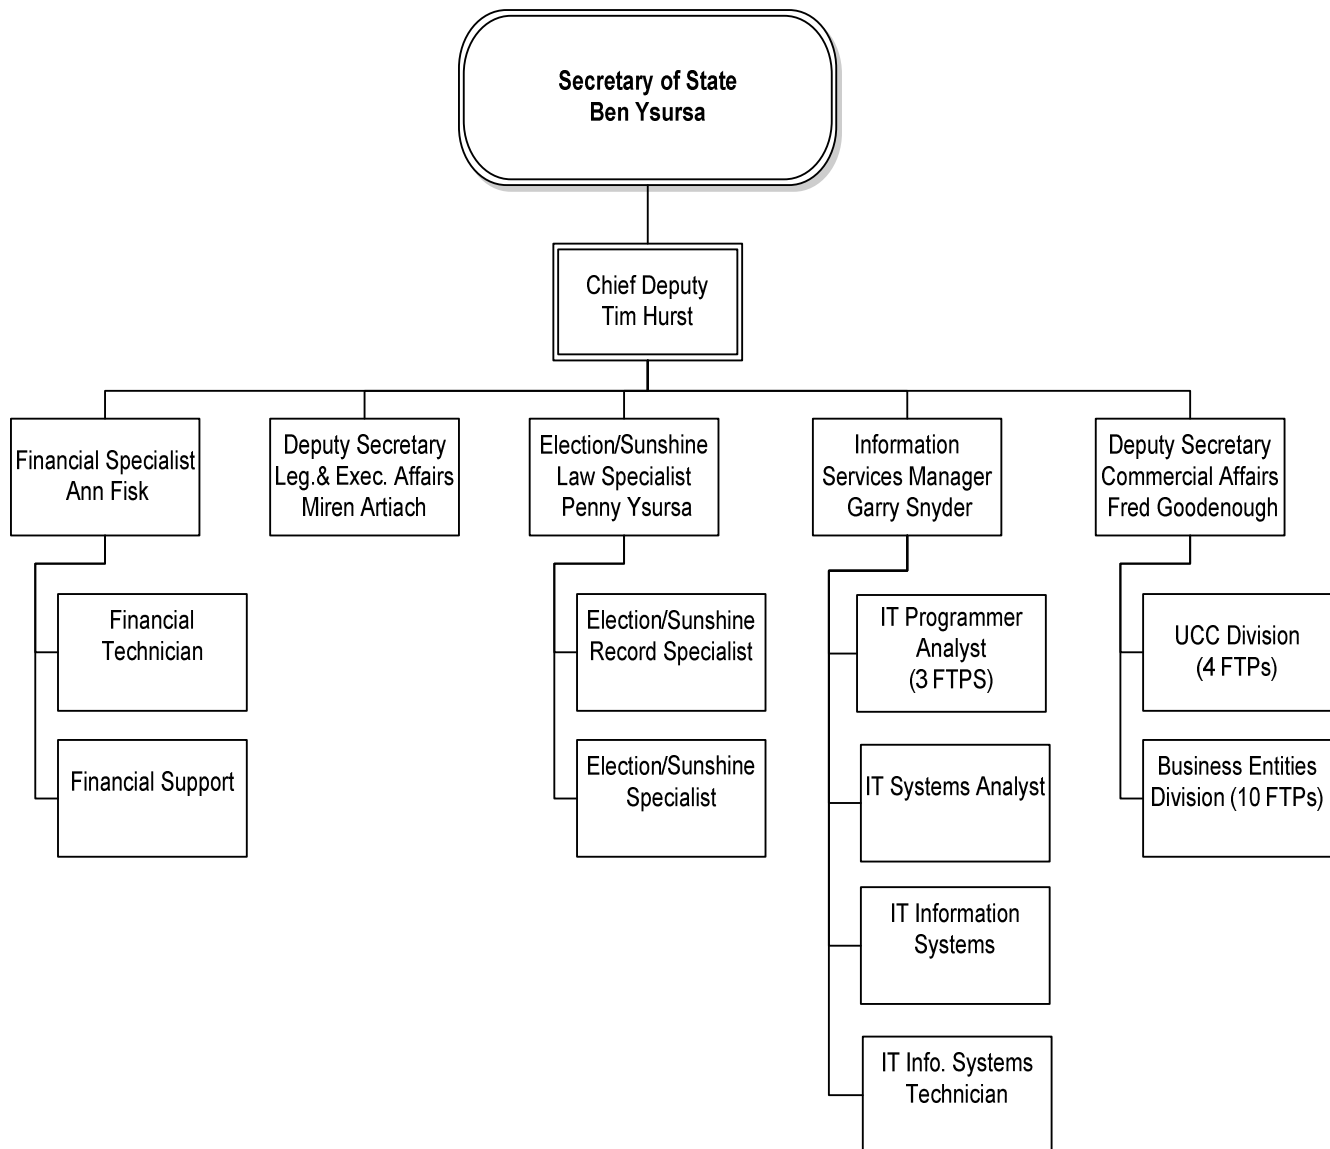 Secretary of State
Ben Ysursa
Chief Deputy
Tim Hurst
Financial Specialist
Ann Fisk
Deputy Secretary
Leg.& Exec. Affairs
Miren Artiach
Election/Sunshine
Law Specialist
Penny Ysursa
Information
Services Manager
Garry Snyder
Deputy Secretary
Commercial Affairs
Fred Goodenough
Financial
Technician
Financial Support
Election/Sunshine
Record Specialist
Election/Sunshine
Specialist
IT Programmer
Analyst
(3 FTPS)
IT Systems Analyst
IT Information
Systems
IT Info. Systems
Technician
UCC Division
(4 FTPs)
Business Entities
Division (10 FTPs)